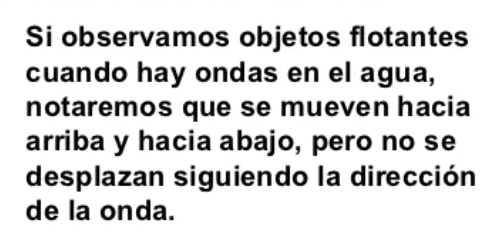 Si observamos objetos flotantes
cuando hay ondas en el agua,
notaremos que se mueven hacia
arriba y hacia abajo, pero no se
desplazan siguiendo la dirección
de la onda.